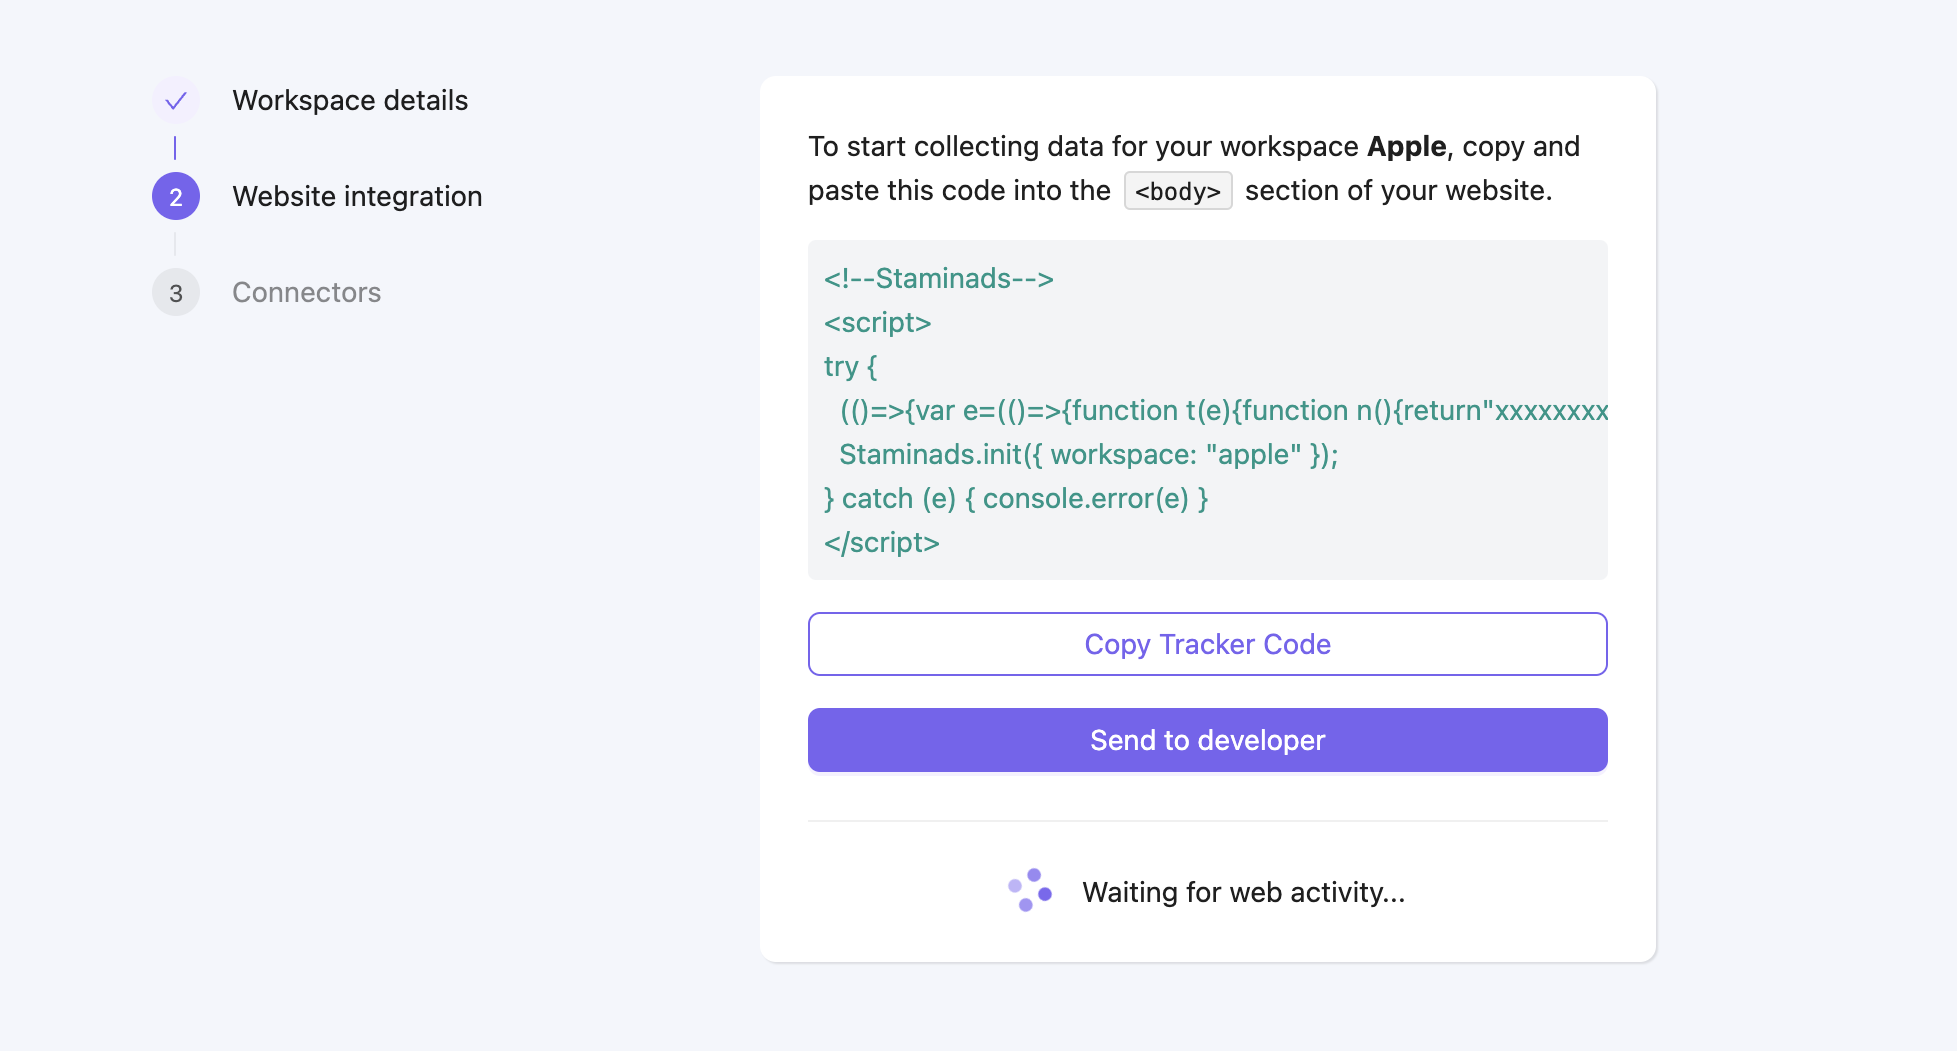 Workspace details
2 Website integration
3 Connectors
To start collecting data for your workspace Apple, copy and
paste this code into the <body> section of your website.
<!--Staminads-->
<script>
try {
  (()=>{var e=(()=>{function t(e){function n(){return"xxxxxxxx
  Staminads.init({ workspace: "apple" });
} catch (e) { console.error(e) }
</script>
Copy Tracker Code
Send to developer
Waiting for web activity...